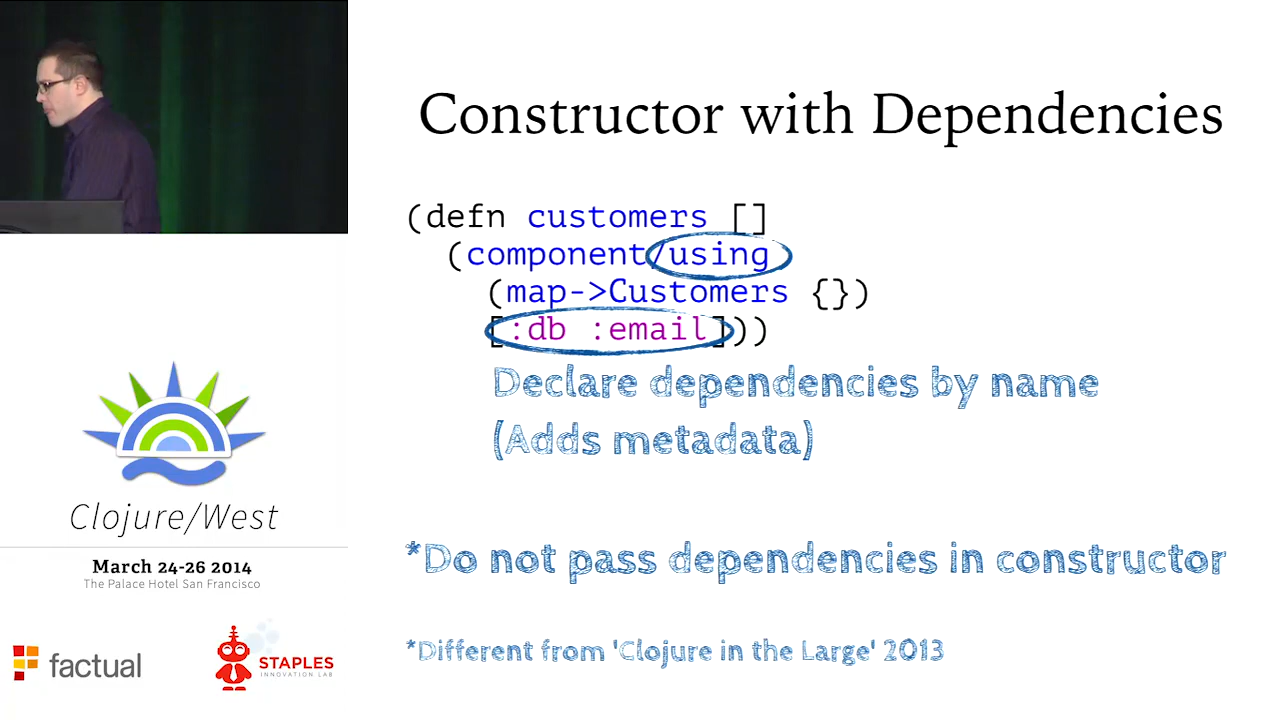 Constructor with Dependencies
(defn customers []
(component/using
(map->Customers {})
[:db :email]))
Declare dependencies by name
(Adds metadata)
*Do not pass dependencies in constructor
*Different from 'Clojure in the Large' 2013
Clojure/West
March 24-26 2014
The Palace Hotel San Francisco
factual
STAPLES
INNOVATION LAB